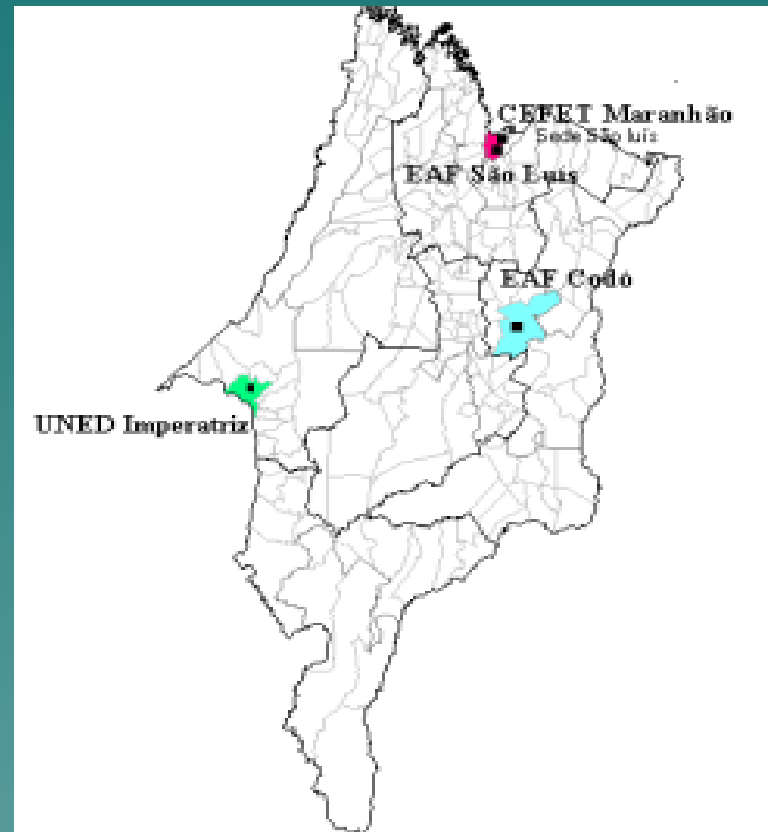 CEFET Maranhão
Sede São luís
EAF São Luís
EAF Codó
UNED Imperatriz